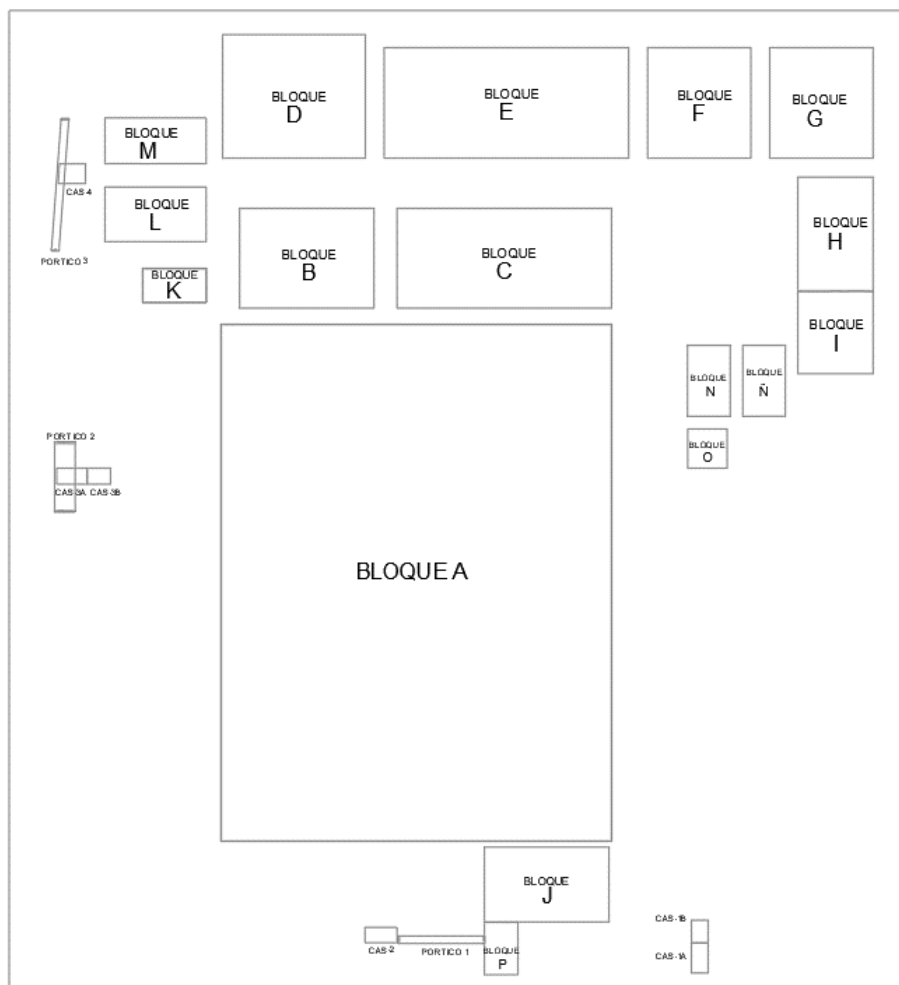 BLOQUE
D
BLOQUE
E
BLOQUE
F
BLOQUE
G
BLOQUE
M
CAS-4
BLOQUE
L
PORTICO 3
BLOQUE
K
BLOQUE
B
BLOQUE
C
BLOQUE
H
BLOQUE
I
BLOQUE
N
BLOQUE
Ñ
BLOQUE
O
PORTICO 2
CAS-3A CAS-3B
BLOQUE A
BLOQUE
J
CAS-2
PORTICO 1
BLOQUE
P
CAS-1B
CAS-1A